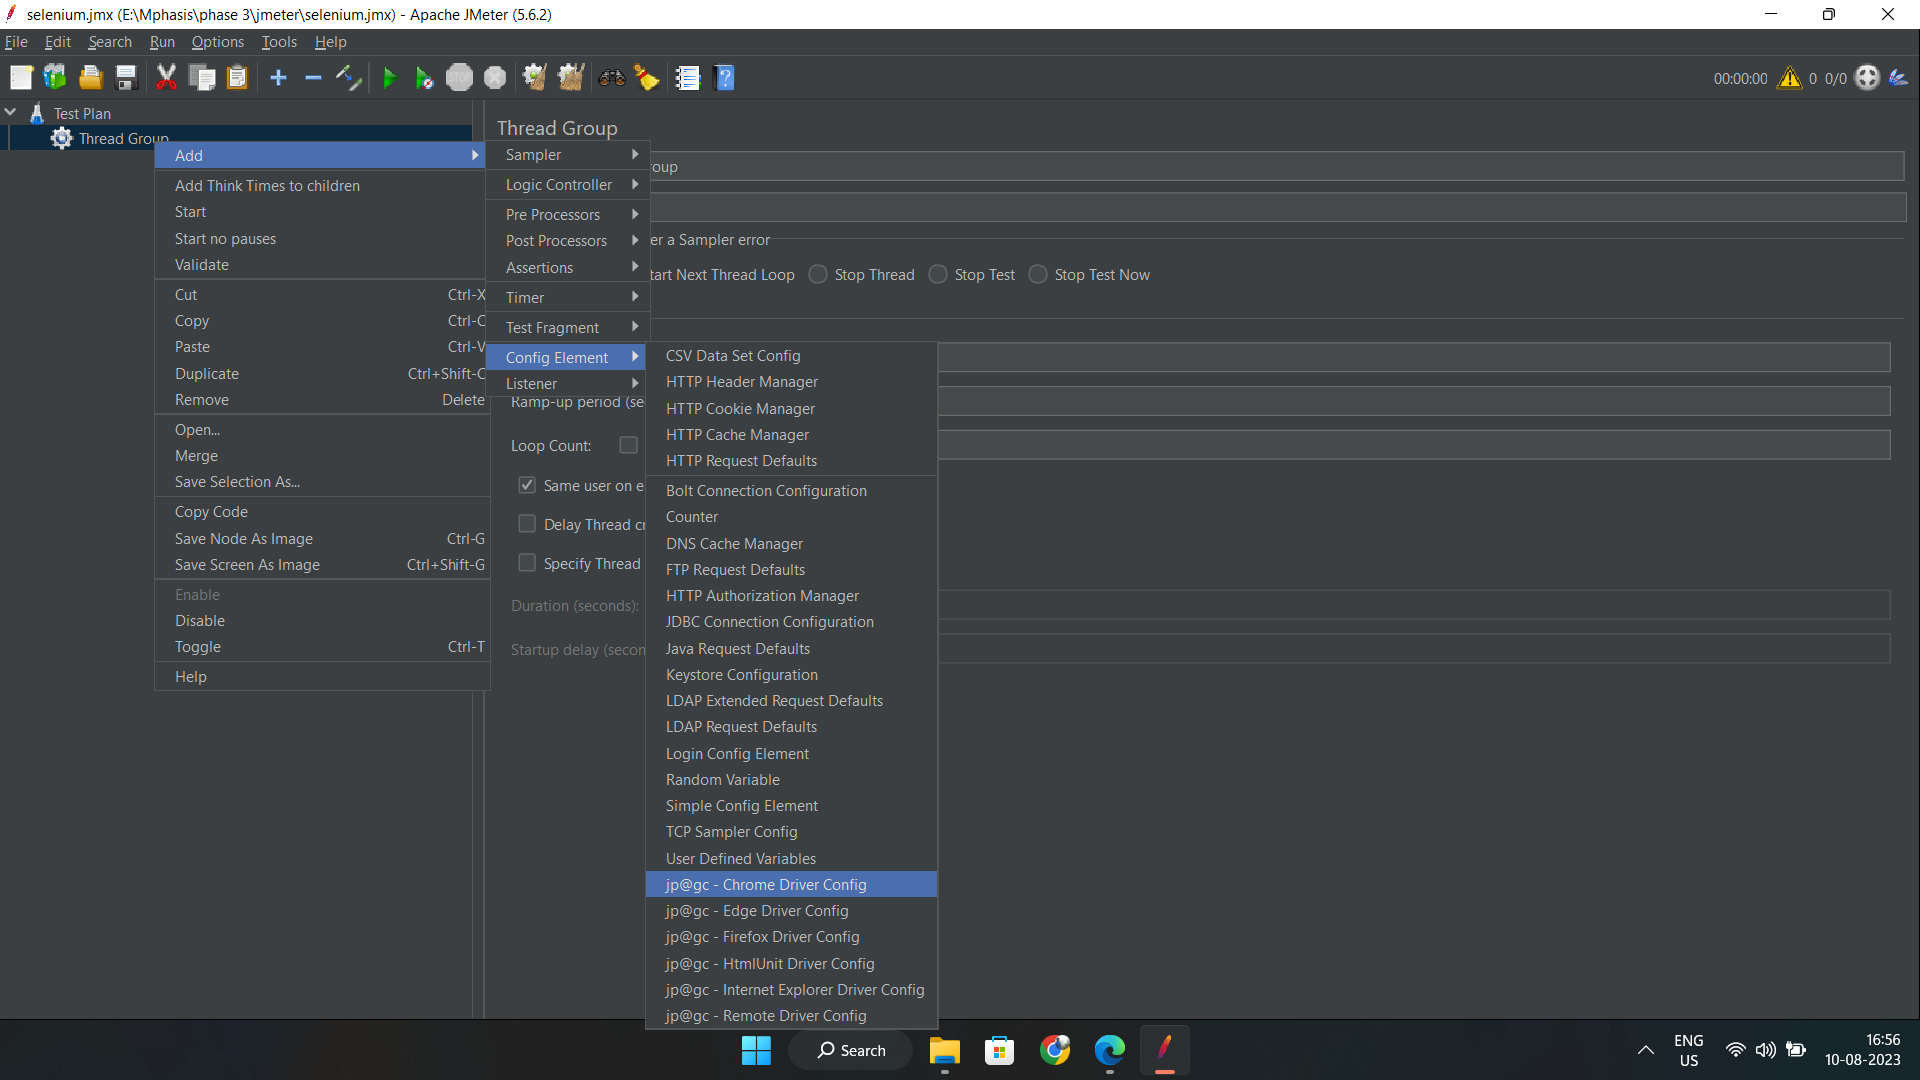 selenium.jmx (E:\Mphasis\phase 3\jmeter\selenium.jmx) - Apache JMeter (5.6.2)
File Edit Search Run Options Tools Help
STOP
00:00:00 0 0/0
Test Plan
Thread Group
Thread Group
oup
er a Sampler error
tart Next Thread Loop Stop Thread Stop Test Stop Test Now
Add
Add Think Times to children
Start
Start no pauses
Validate
Cut Ctrl-X
Copy Ctrl-C
Paste Ctrl-V
Duplicate Ctrl+Shift-C
Remove Delete
Open...
Merge
Save Selection As...
Copy Code
Save Node As Image Ctrl-G
Save Screen As Image Ctrl+Shift-G
Enable
Disable
Toggle Ctrl-T
Help
Sampler
Logic Controller
Pre Processors
Post Processors
Assertions
Timer
Test Fragment
Config Element
Listener
Ramp-up period (se
Loop Count:
Same user on e
Delay Thread cr
Specify Thread
Duration (seconds):
Startup delay (secon
CSV Data Set Config
HTTP Header Manager
HTTP Cookie Manager
HTTP Cache Manager
HTTP Request Defaults
Bolt Connection Configuration
Counter
DNS Cache Manager
FTP Request Defaults
HTTP Authorization Manager
JDBC Connection Configuration
Java Request Defaults
Keystore Configuration
LDAP Extended Request Defaults
LDAP Request Defaults
Login Config Element
Random Variable
Simple Config Element
TCP Sampler Config
User Defined Variables
jp@gc - Chrome Driver Config
jp@gc - Edge Driver Config
jp@gc - Firefox Driver Config
jp@gc - HtmlUnit Driver Config
jp@gc - Internet Explorer Driver Config
jp@gc - Remote Driver Config
Search
ENG
US
16:56
10-08-2023